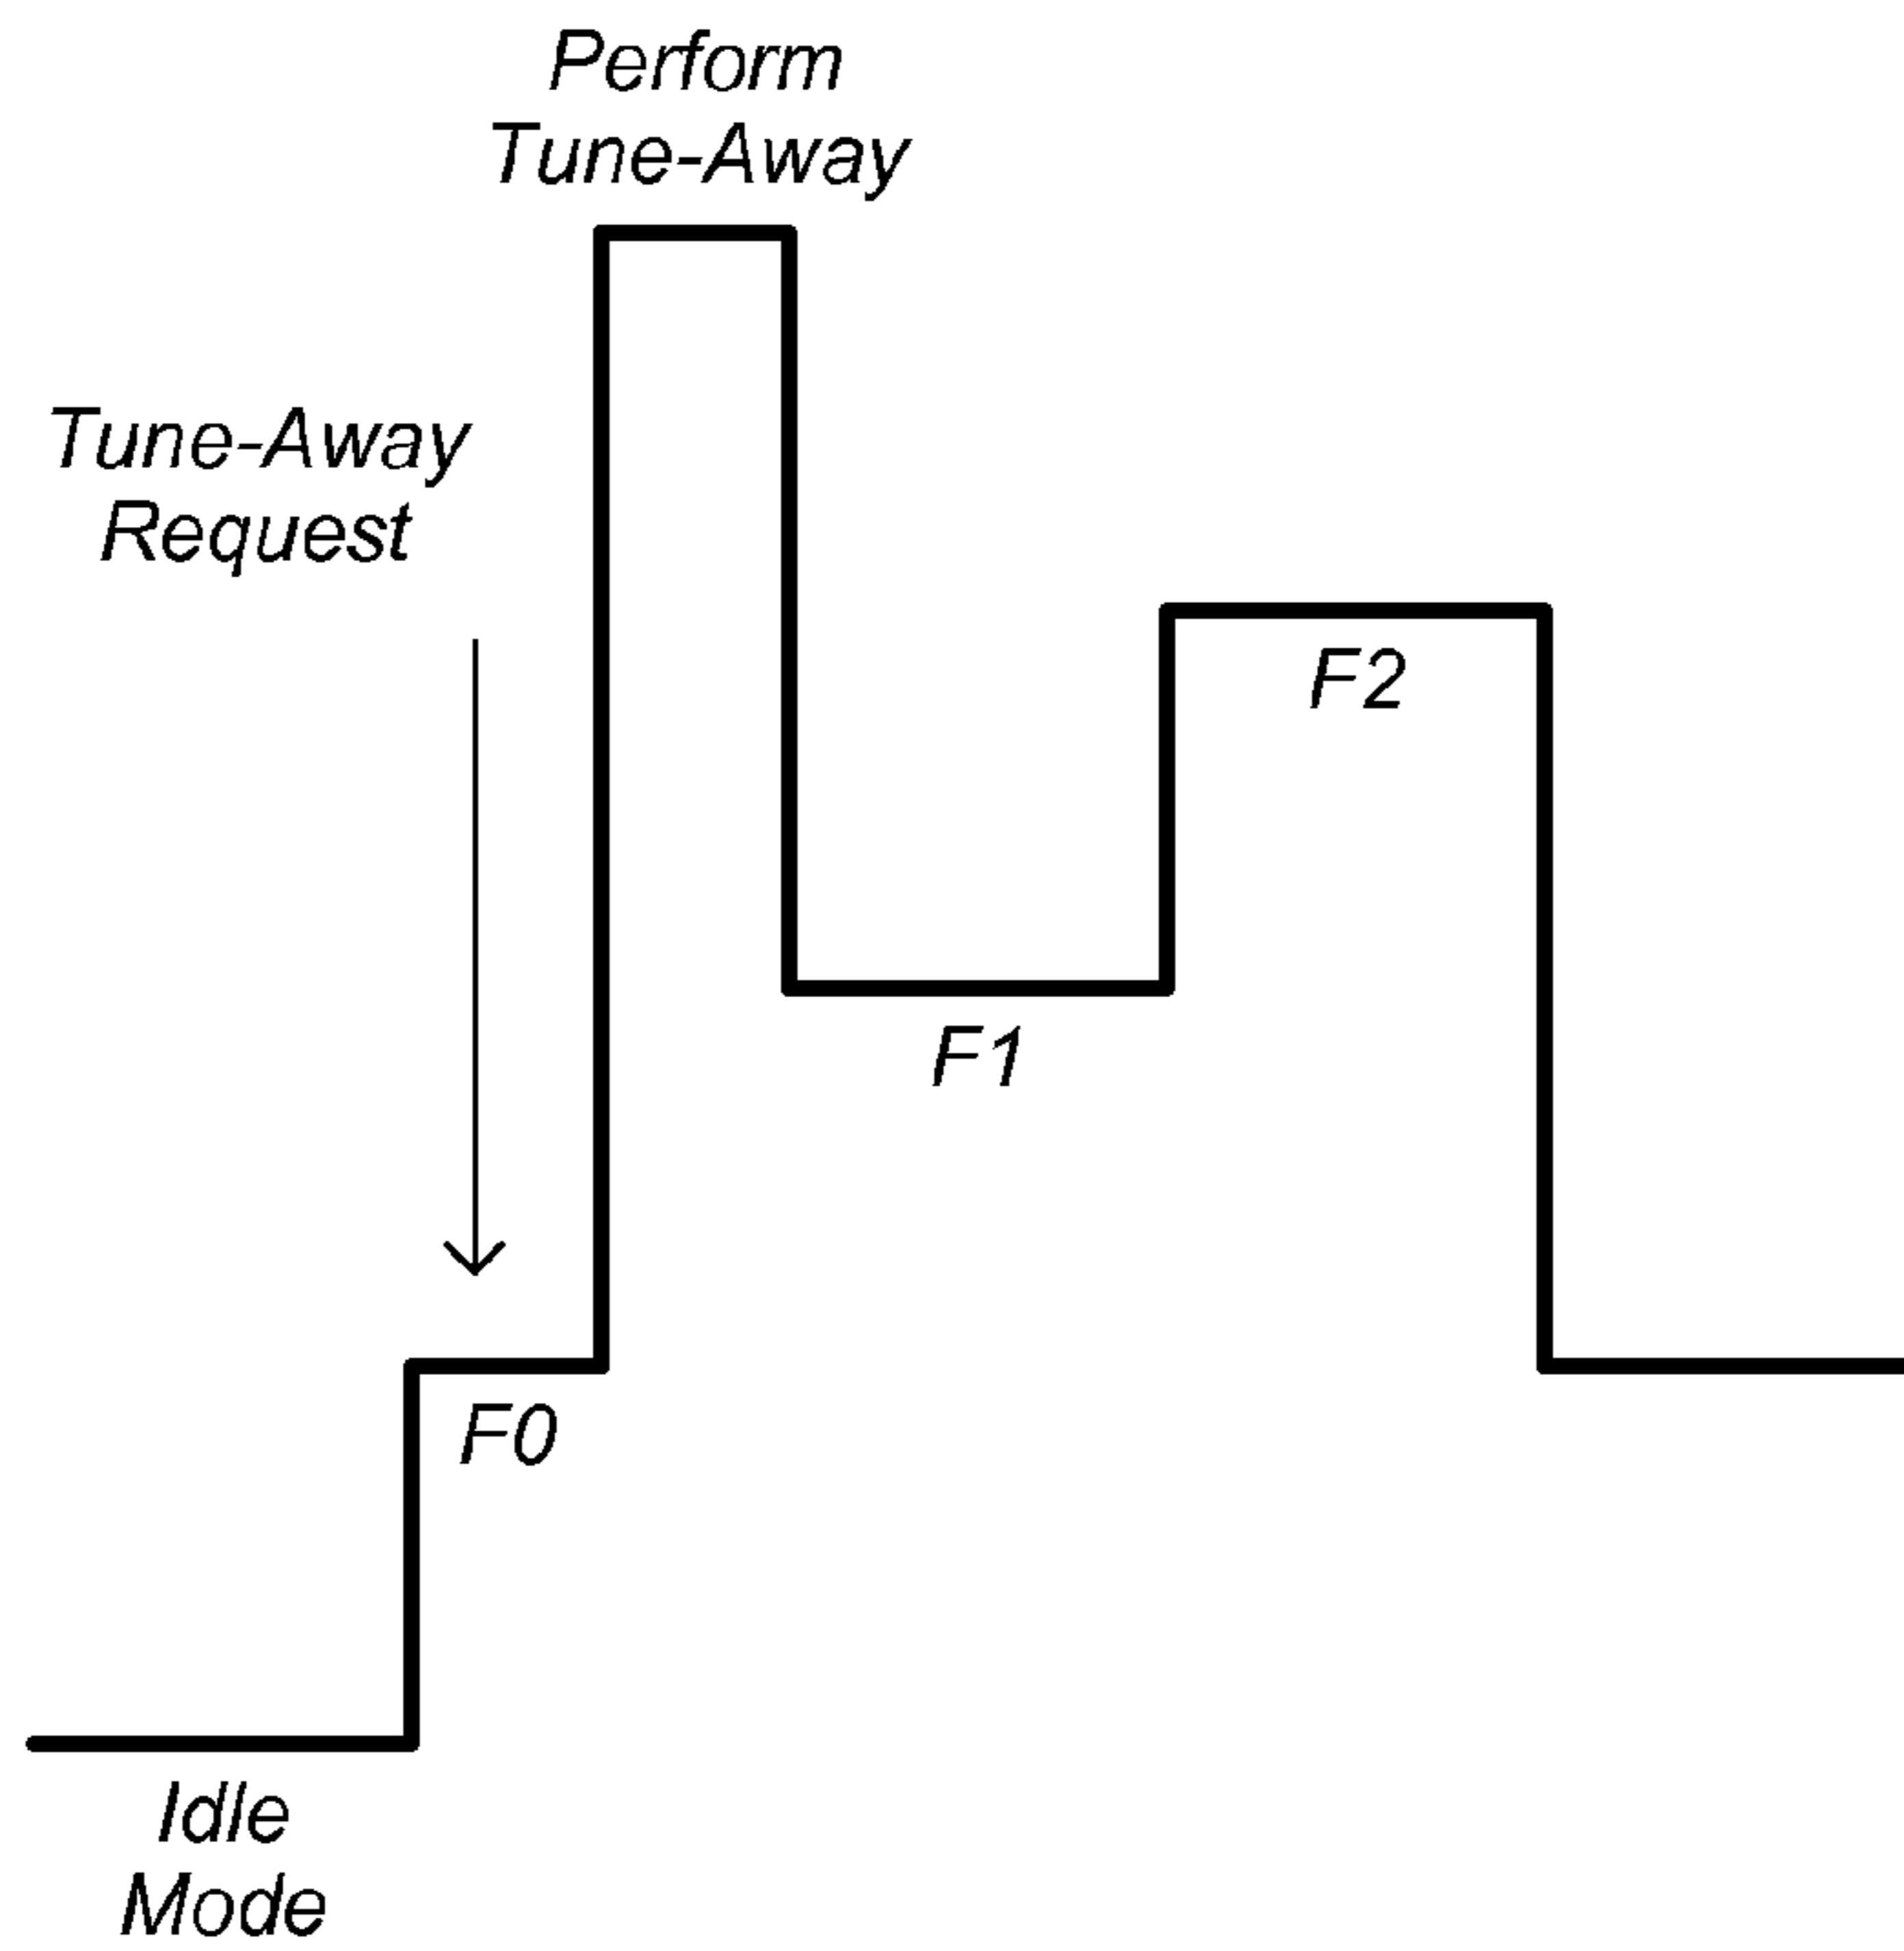 Perform
Tune-Away
Tune-Away
Request
F2
F1
F0
Idle
Mode